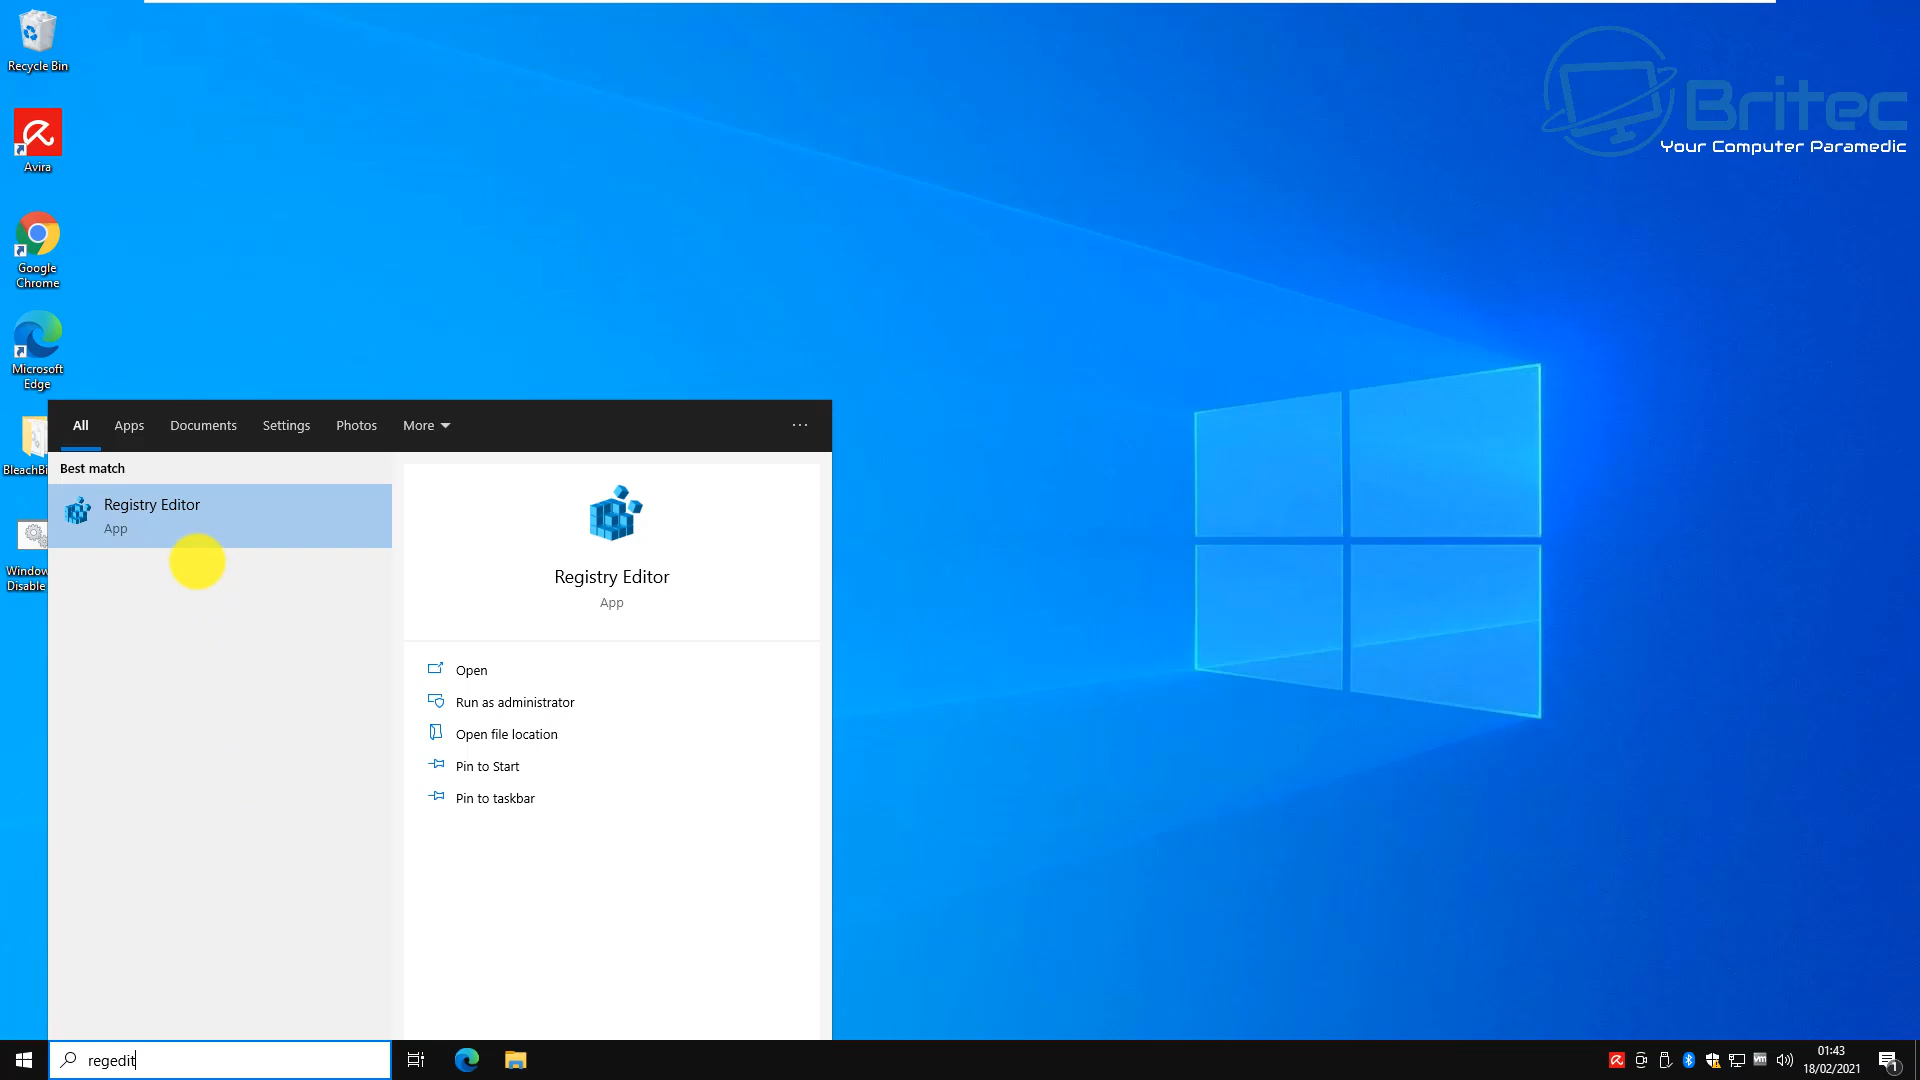 Recycle Bin
Avira
Google
Chrome
Microsoft
Edge
BleachBi
Window
Disable
Britec
Your Computer Paramedic
All Apps Documents Settings Photos More ...
Best match
Registry Editor
App
Registry Editor
App
Open
Run as administrator
Open file location
Pin to Start
Pin to taskbar
regedit
01:43
18/02/2021
1